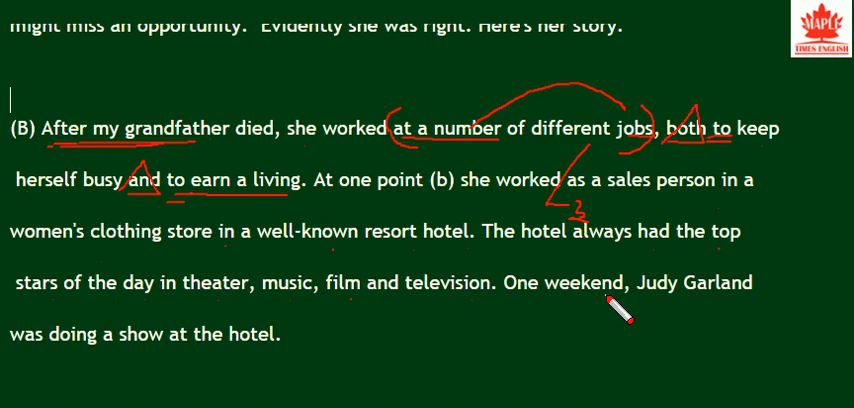 might miss an opportunity. Evidently she was right. Here's her story.
MAPLE
TIMES ENGLISH
(B) After my grandfather died, she worked at a number of different jobs, both to keep
herself busy and to earn a living. At one point (b) she worked as a sales person in a
3
women's clothing store in a well-known resort hotel. The hotel always had the top
stars of the day in theater, music, film and television. One weekend, Judy Garland
was doing a show at the hotel.